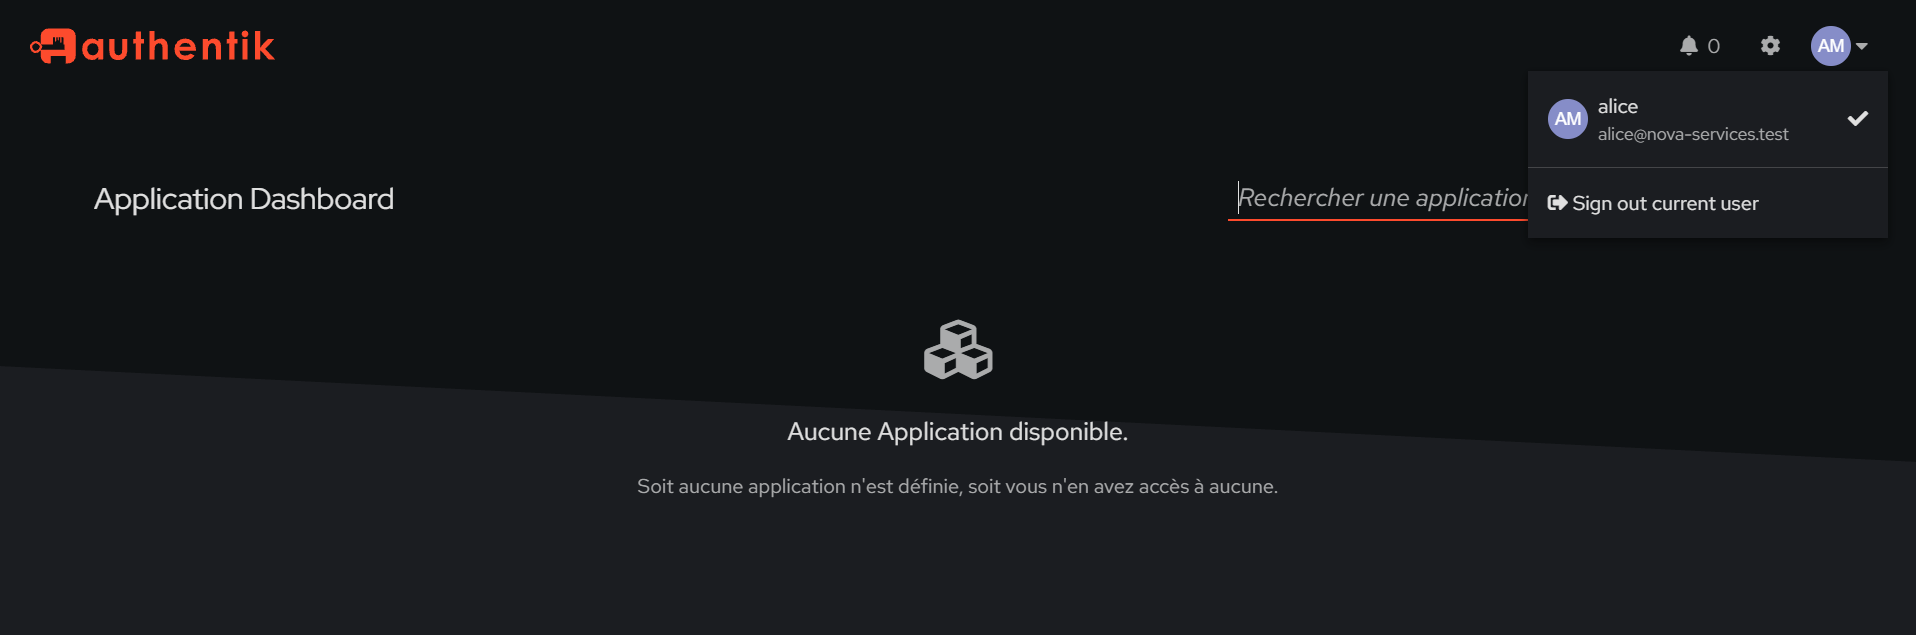 authentik
0
AM
AM
alice
alice@nova-services.test
Sign out current user
Application Dashboard
Rechercher une application
Aucune Application disponible.
Soit aucune application n'est définie, soit vous n'en avez accès à aucune.